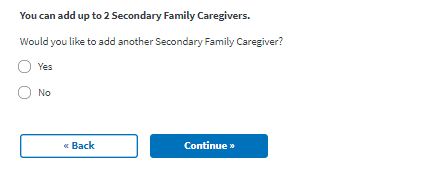 You can add up to 2 Secondary Family Caregivers.
Would you like to add another Secondary Family Caregiver?
Yes
No
« Back
Continue »